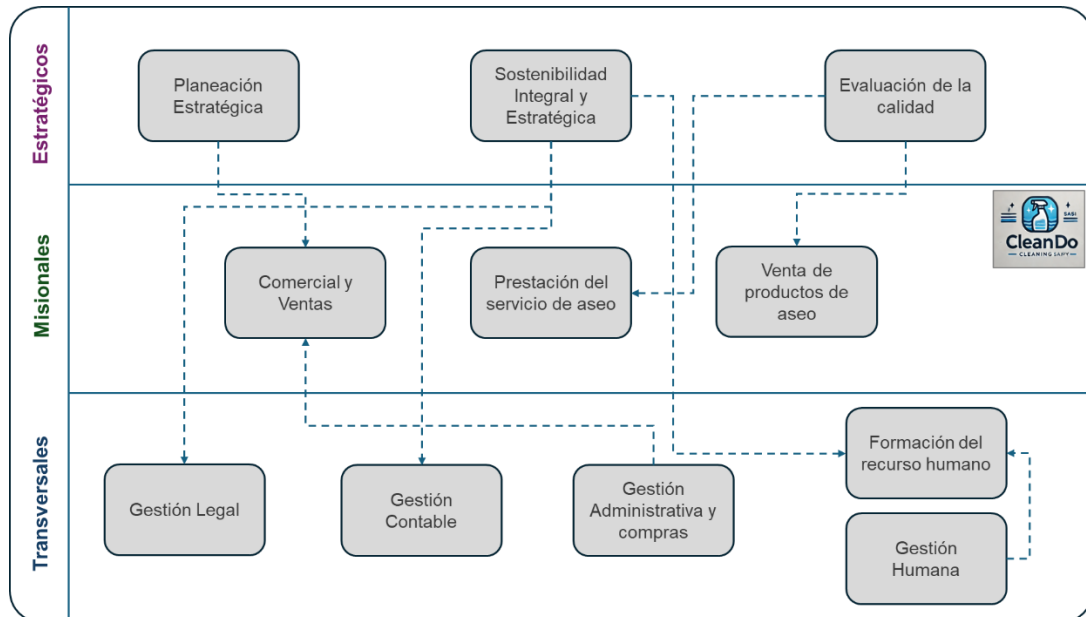 Estratégicos
Planeación
Estratégica
Sostenibilidad
Integral y
Estratégica
Evaluación de la
calidad
Misionales
Comercial y
Ventas
Prestación del
servicio de aseo
Venta de
productos de
aseo
CleanDo
Transversales
Gestión Legal
Gestión
Contable
Gestión
Administrativa y
compras
Formación del
recurso humano
Gestión
Humana